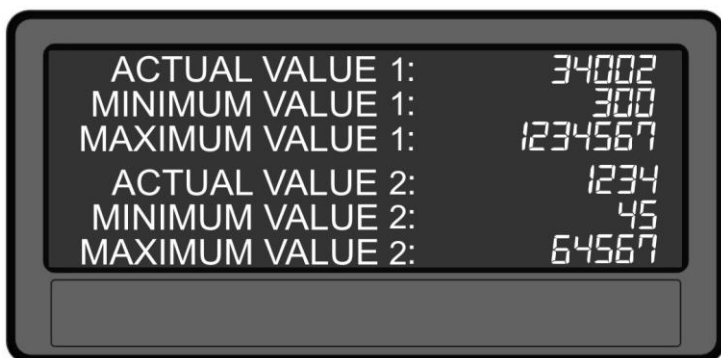 ACTUAL VALUE 1: 34002
MINIMUM VALUE 1: 300
MAXIMUM VALUE 1: 1234567
ACTUAL VALUE 2: 1234
MINIMUM VALUE 2: 45
MAXIMUM VALUE 2: 64567